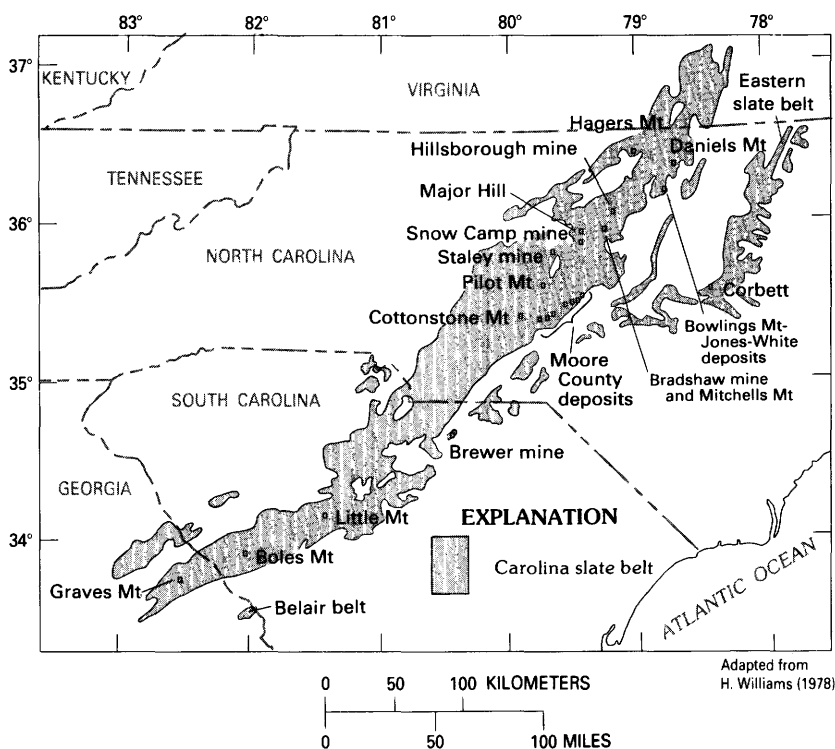 83° 82° 81° 80° 79° 78°
37°
KENTUCKY
VIRGINIA
Eastern
slate belt
Hagers Mt
Hillsborough mine
Daniels Mt
TENNESSEE
Major Hill
36°
Snow Camp mine
NORTH CAROLINA
Staley mine
Pilot Mt
Corbett
Cottonstone Mt
Bowlings Mt-
Jones-White
deposits
Moore
County
deposits
Bradshaw mine
and Mitchells Mt
35°
SOUTH CAROLINA
Brewer mine
GEORGIA
Little Mt
EXPLANATION
34°
Boles Mt
Carolina slate belt
Graves Mt
Belair belt
ATLANTIC OCEAN
Adapted from
H. Williams (1978)
0 50 100 KILOMETERS
0 50 100 MILES